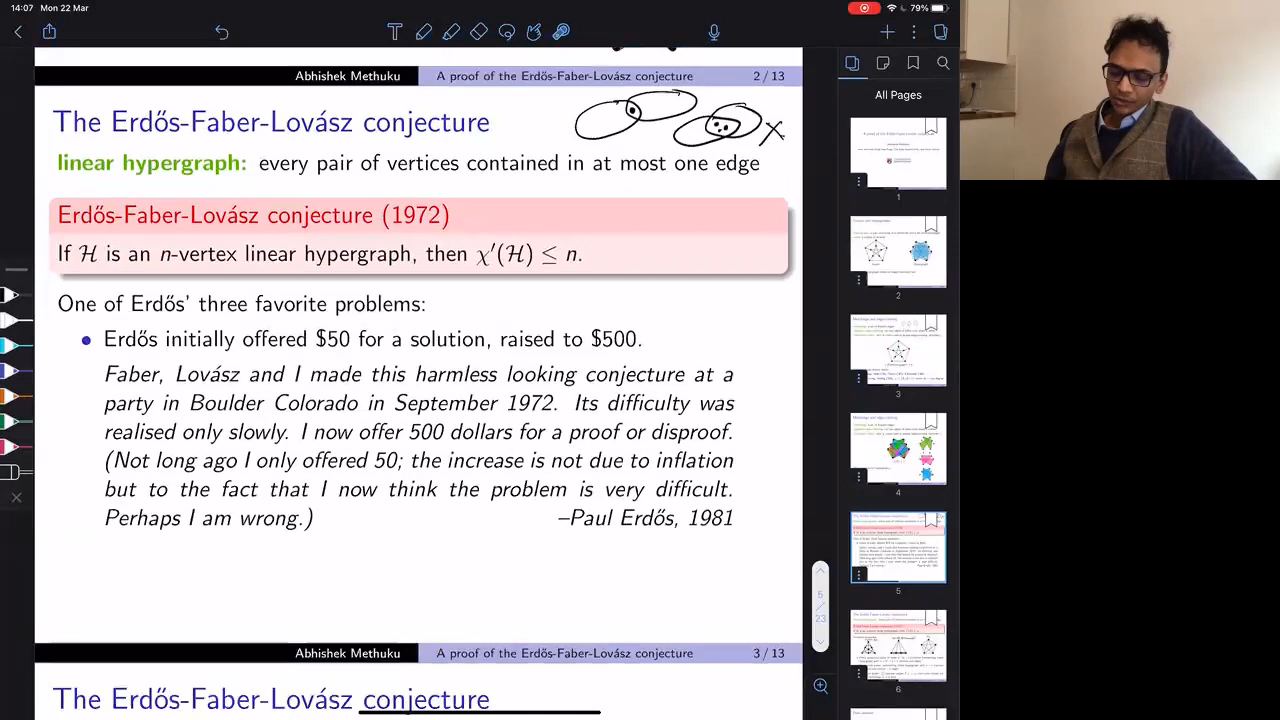 14:07 Mon 22 Mar
79%
Abhishek Methuku A proof of the Erdős-Faber-Lovász conjecture 2 / 13
The Erdős-Faber-Lovász conjecture
linear hypergraph: every pair of vertices contained in at most one edge
Erdős-Faber-Lovász conjecture (1972)
If H is an n-vertex linear hypergraph, then χ′(H) ≤ n.
One of Erdős' three favorite problems:
Erdős initially offered $50 for a solution, raised to $500.
Faber, Lovász and I made this harmless looking conjecture at a
party in Boulder Colorado in September 1972. Its difficulty was
realised only slowly. I now offer 500 dollars for a proof or disproof.
(Not long ago I only offered 50; the increase is not due to inflation
but to the fact that I now think the problem is very difficult.
Perhaps I am wrong.) –Paul Erdős, 1981
Abhishek Methuku A proof of the Erdős-Faber-Lovász conjecture 3 / 13
The Erdős-Faber-Lovász conjecture
All Pages
1
2
3
4
5
6
5
/
23